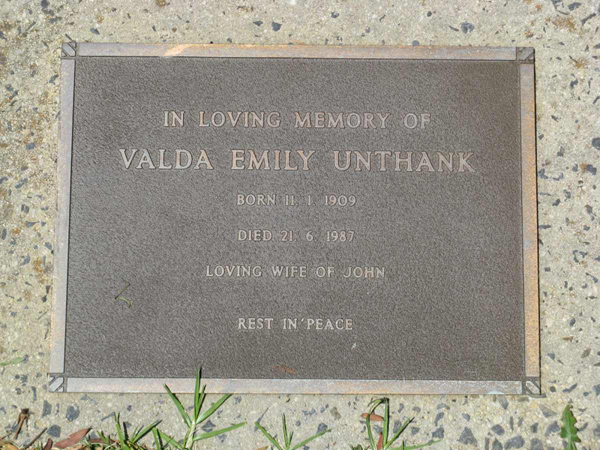 IN LOVING MEMORY OF
VALDA EMILY UNTHANK
BORN 11. 1. 1909
DIED 21. 6. 1987
LOVING WIFE OF JOHN
REST IN PEACE